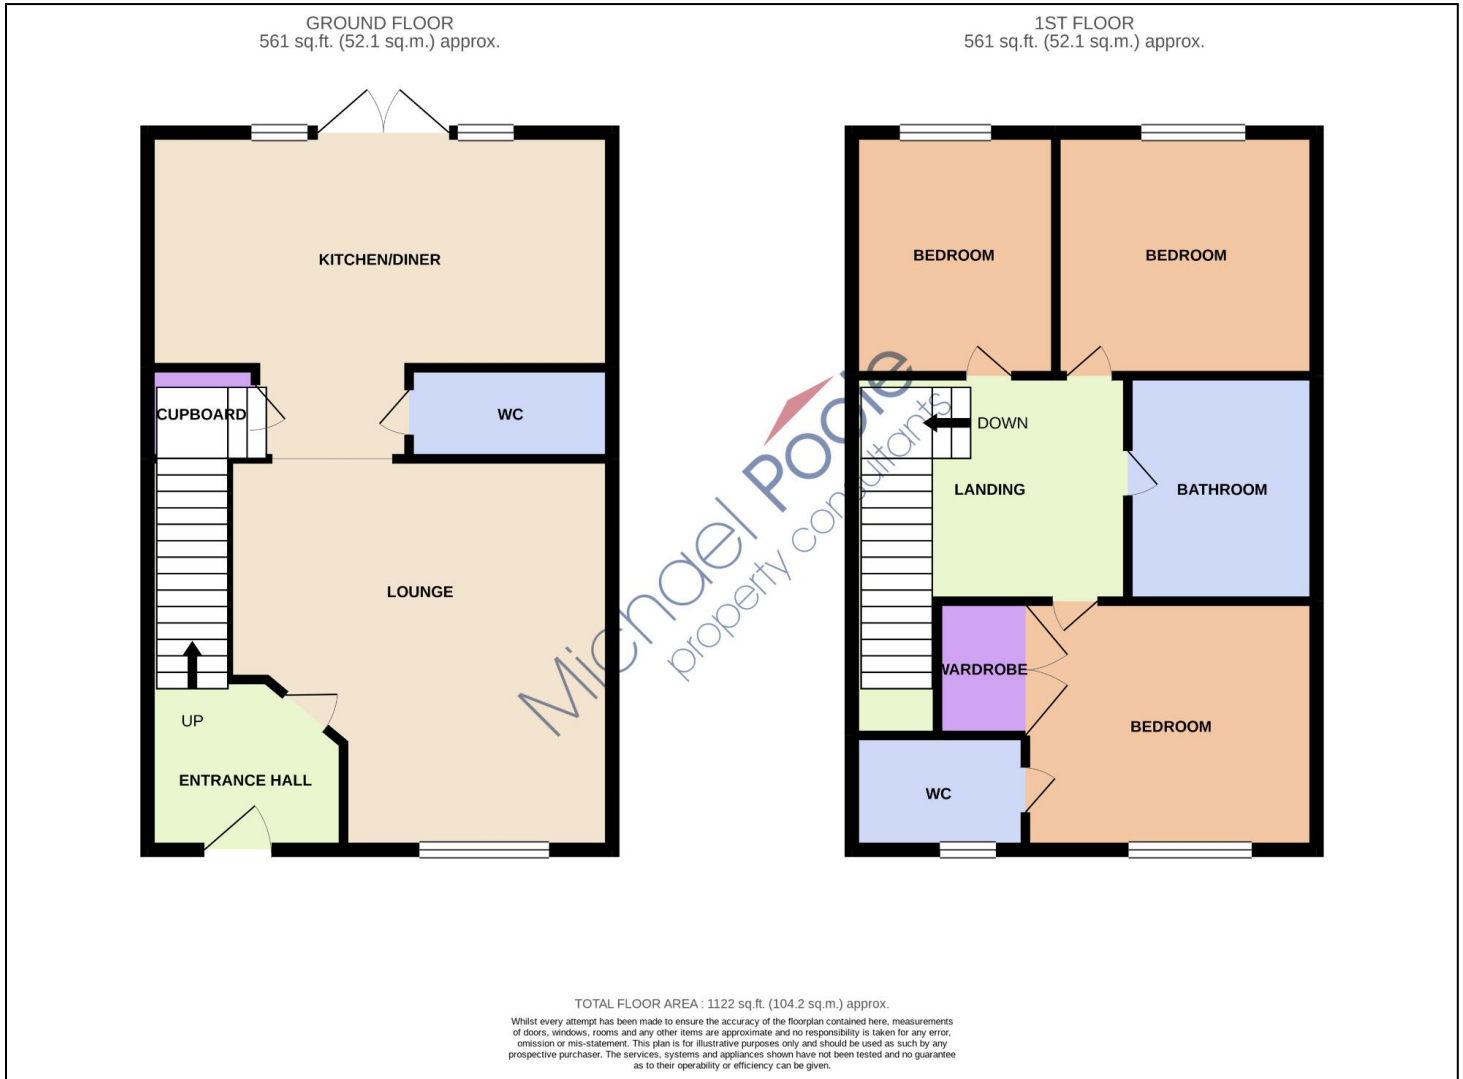 GROUND FLOOR
561 sq.ft. (52.1 sq.m.) approx.
KITCHEN/DINER
CUPBOARD
WC
LOUNGE
UP
ENTRANCE HALL
1ST FLOOR
561 sq.ft. (52.1 sq.m.) approx.
BEDROOM
BEDROOM
DOWN
LANDING
BATHROOM
WARDROBE
BEDROOM
WC
Michael Poole
property consultants
TOTAL FLOOR AREA : 1122 sq.ft. (104.2 sq.m.) approx.
Whilst every attempt has been made to ensure the accuracy of the floorplan contained here, measurements
of doors, windows, rooms and any other items are approximate and no responsibility is taken for any error,
omission or mis-statement. This plan is for illustrative purposes only and should be used as such by any
prospective purchaser. The services, systems and appliances shown have not been tested and no guarantee
as to their operability or efficiency can be given.